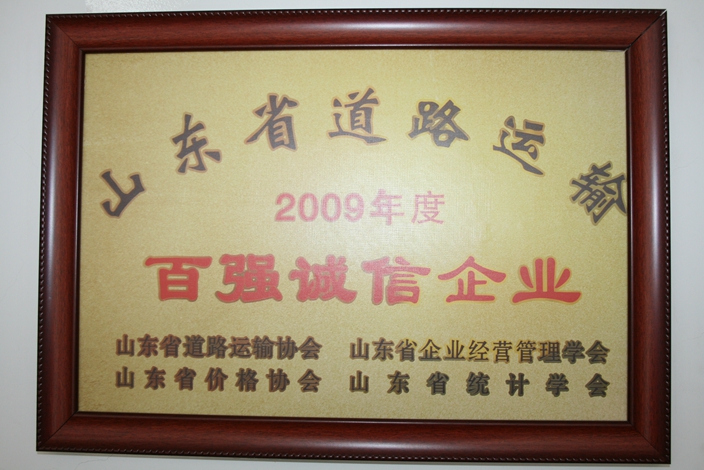 山东省道路运输
2009年度
百强诚信企业
山东省道路运输协会 山东省企业经营管理学会
山东省价格协会 山东省统计学会